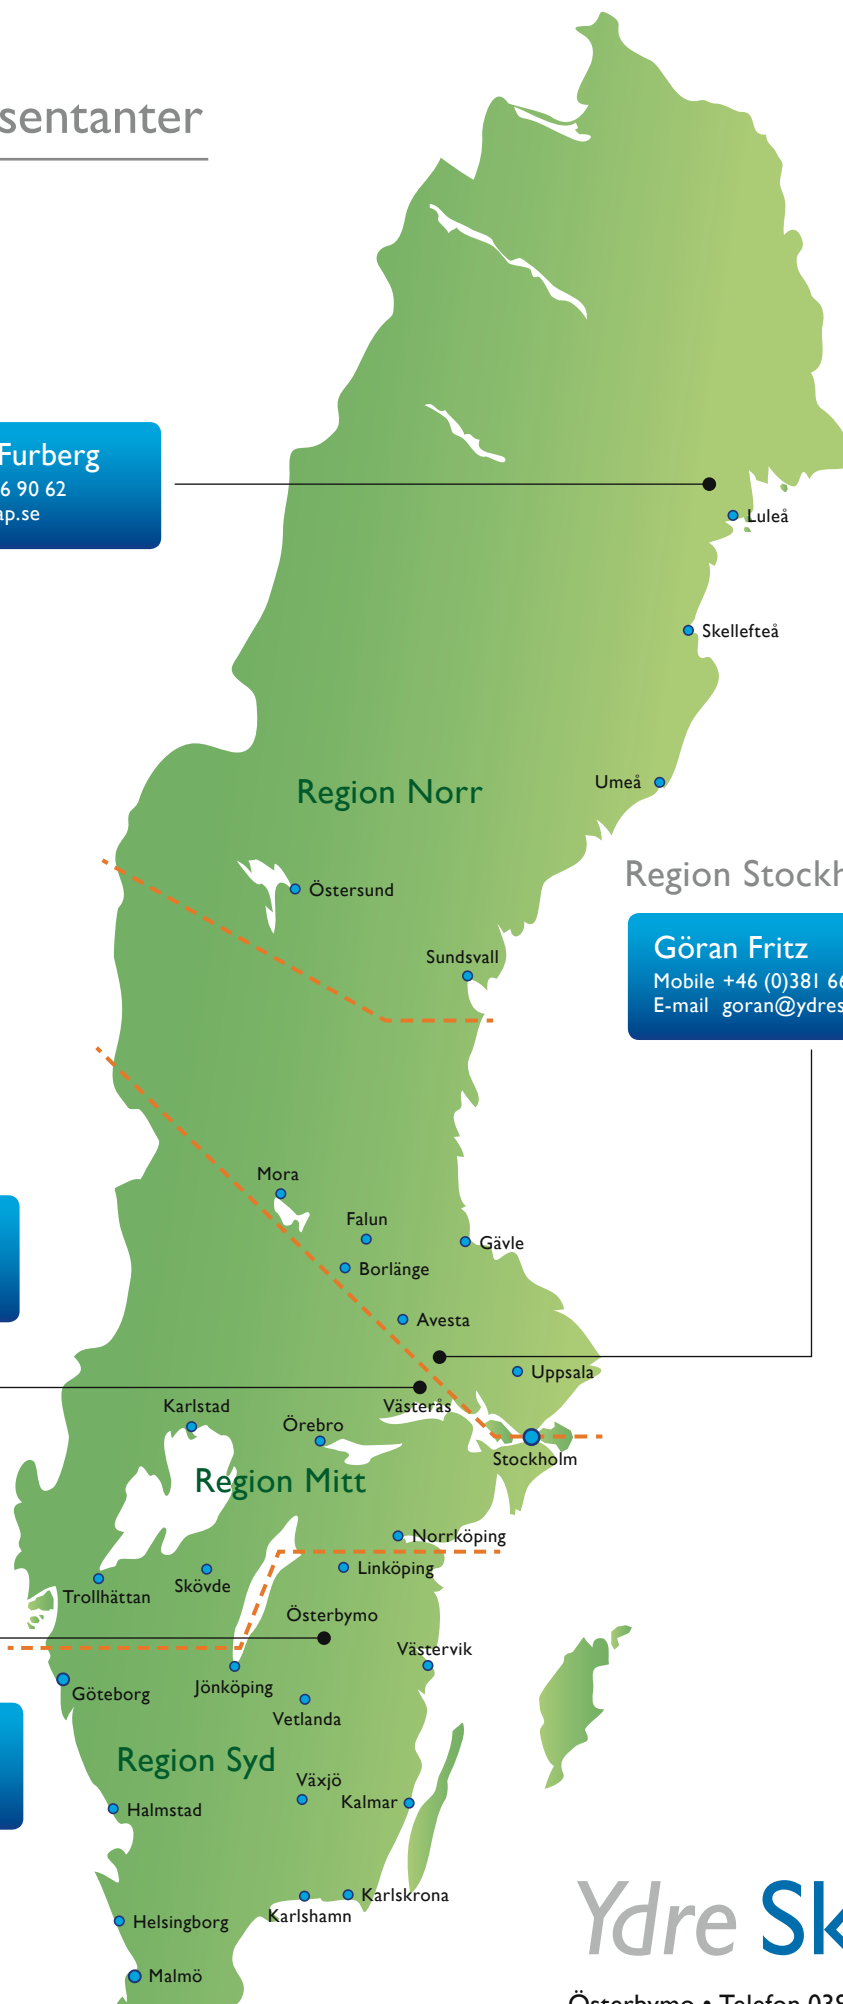 sentanter
Furberg
6 90 62
ap.se
Luleå
Skellefteå
Umeå
Region Norr
Östersund
Sundsvall
Region Stockh
Göran Fritz
Mobile +46 (0)381 66
E-mail goran@ydres
Mora
Falun
Gävle
Borlänge
Avesta
Uppsala
Västerås
Karlstad
Örebro
Stockholm
Region Mitt
Norrköping
Linköping
Skövde
Trollhättan
Österbymo
Västervik
Jönköping
Göteborg
Vetlanda
Region Syd
Växjö
Kalmar
Halmstad
Karlskrona
Karlshamn
Helsingborg
Malmö
Ydre Sk
Österbymo • Telefon 038